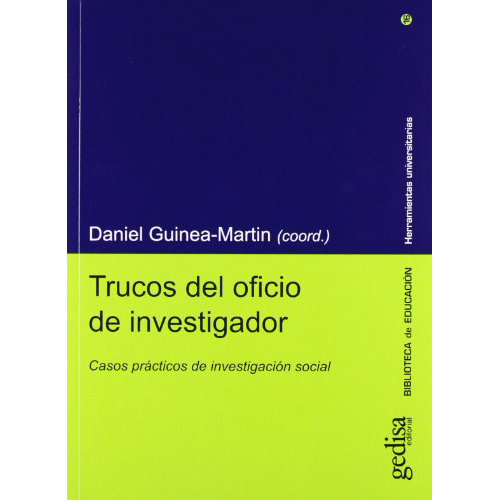 Daniel Guinea-Martin (coord.)
Trucos del oficio
de investigador
Casos prácticos de investigación social
BIBLIOTECA de EDUCACIÓN
Herramientas universitarias
16
gedisa
editorial